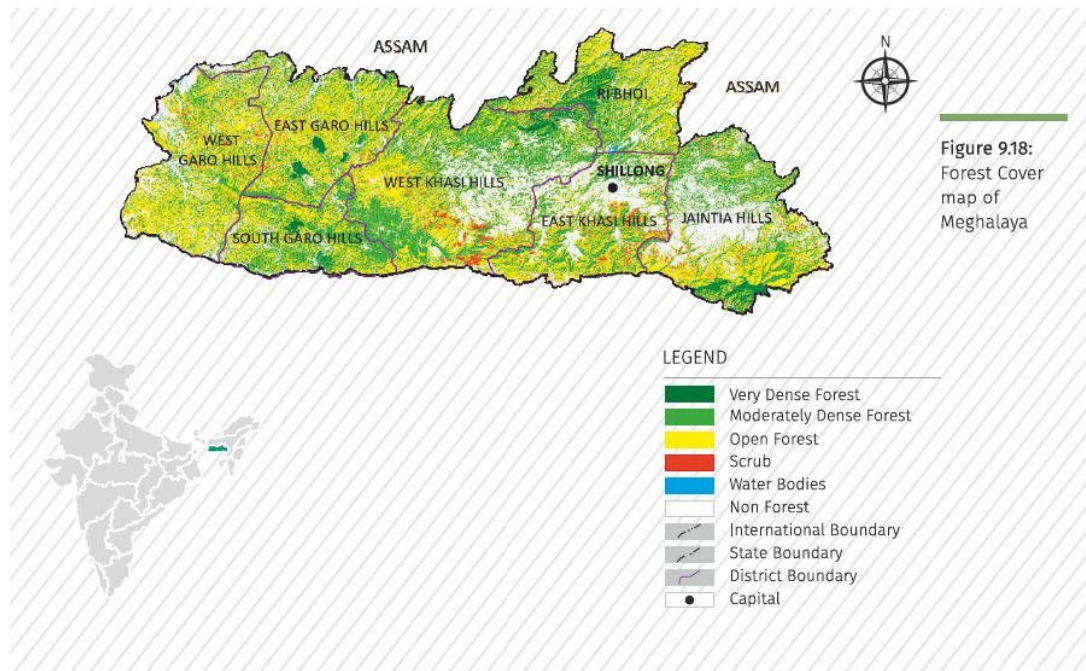 ASSAM
N
RI BHOI
ASSAM
EAST GARO HILLS
WEST
GARO HILLS
Figure 9.18:
Forest Cover
map of
Meghalaya
WEST KHASI HILLS
SHILLONG
EAST KHASI HILLS
JAINTIA HILLS
SOUTH GARO HILLS
LEGEND
Very Dense Forest
Moderately Dense Forest
Open Forest
Scrub
Water Bodies
Non Forest
International Boundary
State Boundary
District Boundary
Capital